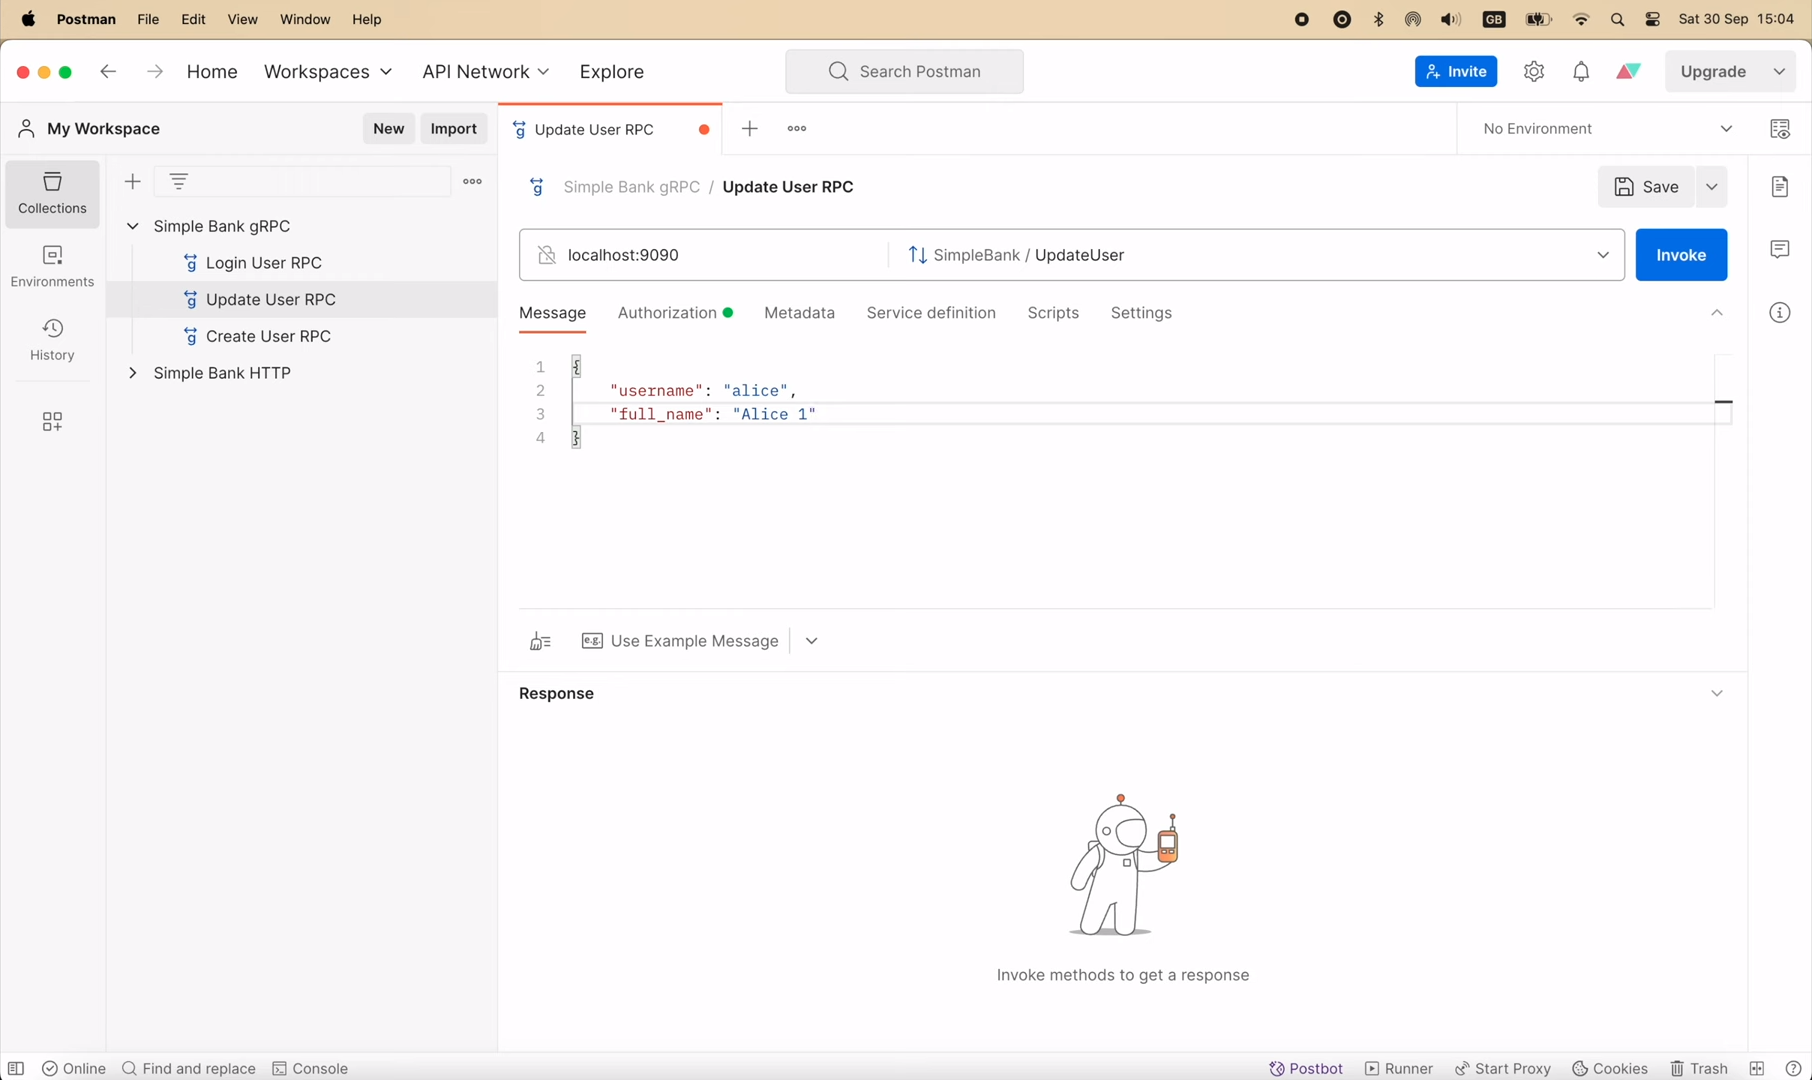 Postman File Edit View Window Help GB Sat 30 Sep 15:04
Home Workspaces API Network Explore Search Postman Invite Upgrade
My Workspace New Import Update User RPC No Environment
Collections
Simple Bank gRPC / Update User RPC Save
Simple Bank gRPC
localhost:9090 SimpleBank / UpdateUser Invoke
Login User RPC
Environments
Update User RPC
Message Authorization Metadata Service definition Scripts Settings
Create User RPC
History
Simple Bank HTTP
1 {
2 "username": "alice",
3 "full_name": "Alice 1"
4 }
e.g. Use Example Message
Response
Invoke methods to get a response
Online Find and replace Console Postbot Runner Start Proxy Cookies Trash